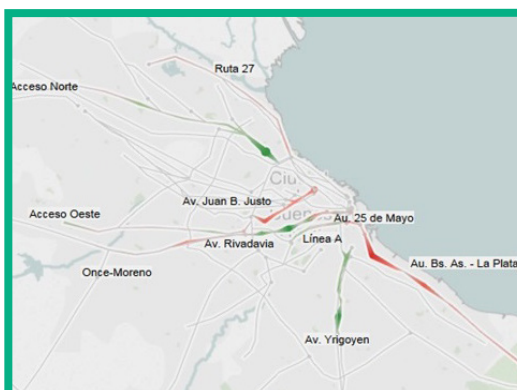 Ruta 27
Acceso Norte
Ciu
Av. Juan B. Justo
Acceso Oeste
Au. 25 de Mayo
Av. Rivadavia
Línea A
Au. Bs. As. - La Plata
Once-Moreno
Av. Yrigoyen